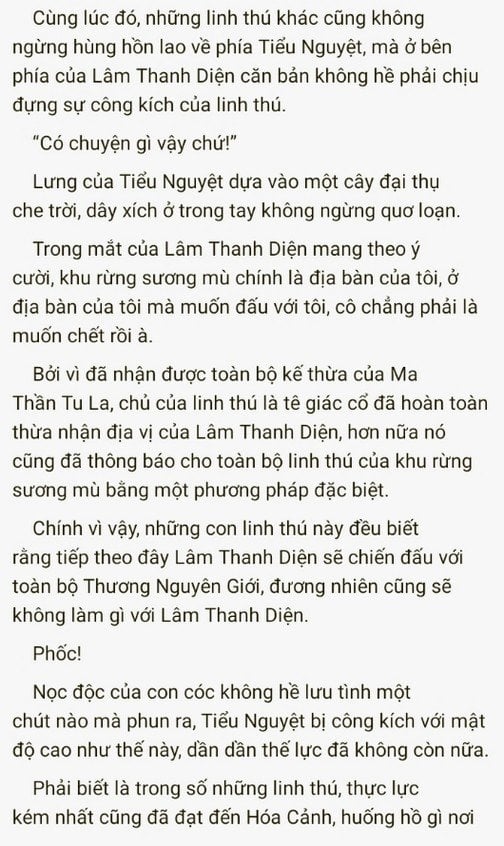 Cùng lúc đó, những linh thú khác cũng không
ngừng hùng hồn lao về phía Tiểu Nguyệt, mà ở bên
phía của Lâm Thanh Diện căn bản không hề phải chịu
đựng sự công kích của linh thú.
“Có chuyện gì vậy chứ!”
Lưng của Tiểu Nguyệt dựa vào một cây đại thụ
che trời, dây xích ở trong tay không ngừng quơ loạn.
Trong mắt của Lâm Thanh Diện mang theo ý
cười, khu rừng sương mù chính là địa bàn của tôi, ở
địa bàn của tôi mà muốn đấu với tôi, cô chẳng phải là
muốn chết rồi à.
Bởi vì đã nhận được toàn bộ kế thừa của Ma
Thần Tu La, chủ của linh thú là tê giác cổ đã hoàn toàn
thừa nhận địa vị của Lâm Thanh Diện, hơn nữa nó
cũng đã thông báo cho toàn bộ linh thú của khu rừng
sương mù bằng một phương pháp đặc biệt.
Chính vì vậy, những con linh thú này đều biết
rằng tiếp theo đây Lâm Thanh Diện sẽ chiến đấu với
toàn bộ Thương Nguyên Giới, đương nhiên cũng sẽ
không làm gì với Lâm Thanh Diện.
Phốc!
Nọc độc của con cóc không hề lưu tình một
chút nào mà phun ra, Tiểu Nguyệt bị công kích với mật
độ cao như thế này, dần dần thế lực đã không còn nữa.
Phải biết là trong số những linh thú, thực lực
kém nhất cũng đã đạt đến Hóa Cảnh, huống hồ gì nơi